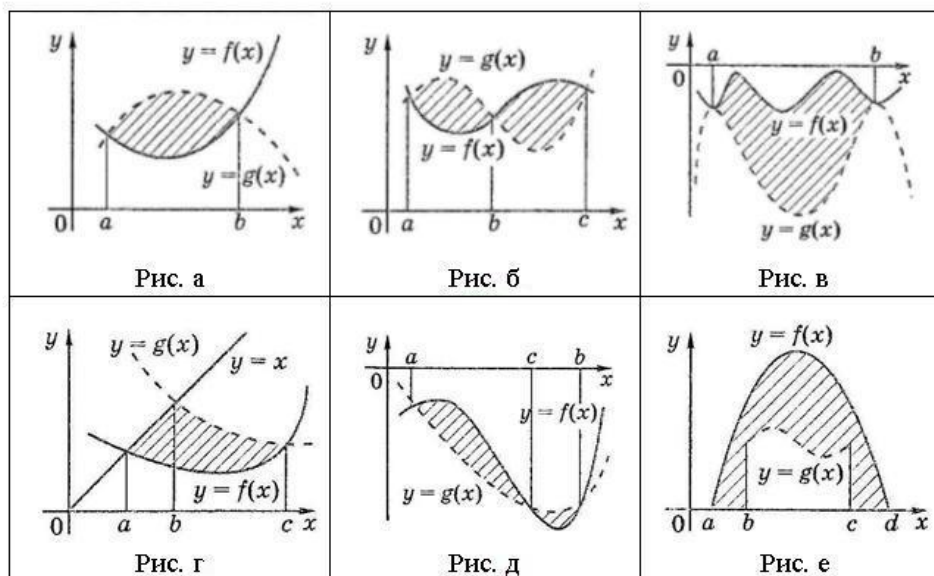 y
y = f(x)
y = g(x)
0
a
b
x
Рис. а
y
y = g(x)
y = f(x)
0
a
b
c
x
Рис. б
y
a
b
0
x
y = f(x)
y = g(x)
Рис. в
y
y = g(x)
y = x
y = f(x)
0
a
b
c
x
Рис. г
y
a
c
b
0
x
y = f(x)
y = g(x)
Рис. д
y
y = f(x)
y = g(x)
0
a
b
c
d
x
Рис. е